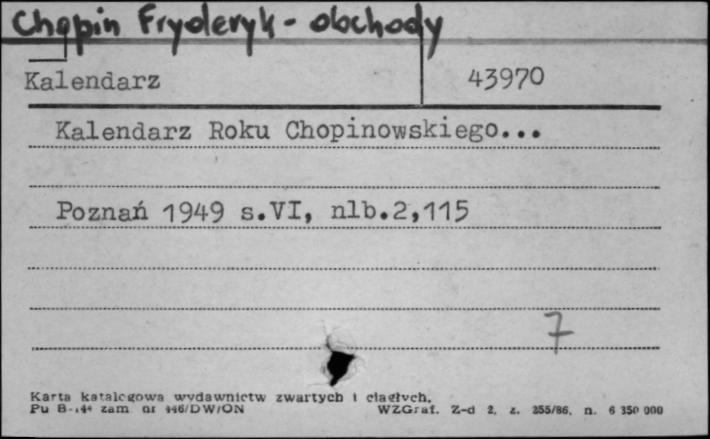 Chopin Fryderyk - obchody
Kalendarz 43970
Kalendarz Roku Chopinowskiego...
Poznań 1949 s.VI, nlb.2,115
7
Karta katalogowa wydawnictw zwartych i ciągłych.
Pu B-144 zam. nr 446/DW/ON WZGraf. Z-d 2, z. 355/86, n. 6 350 000